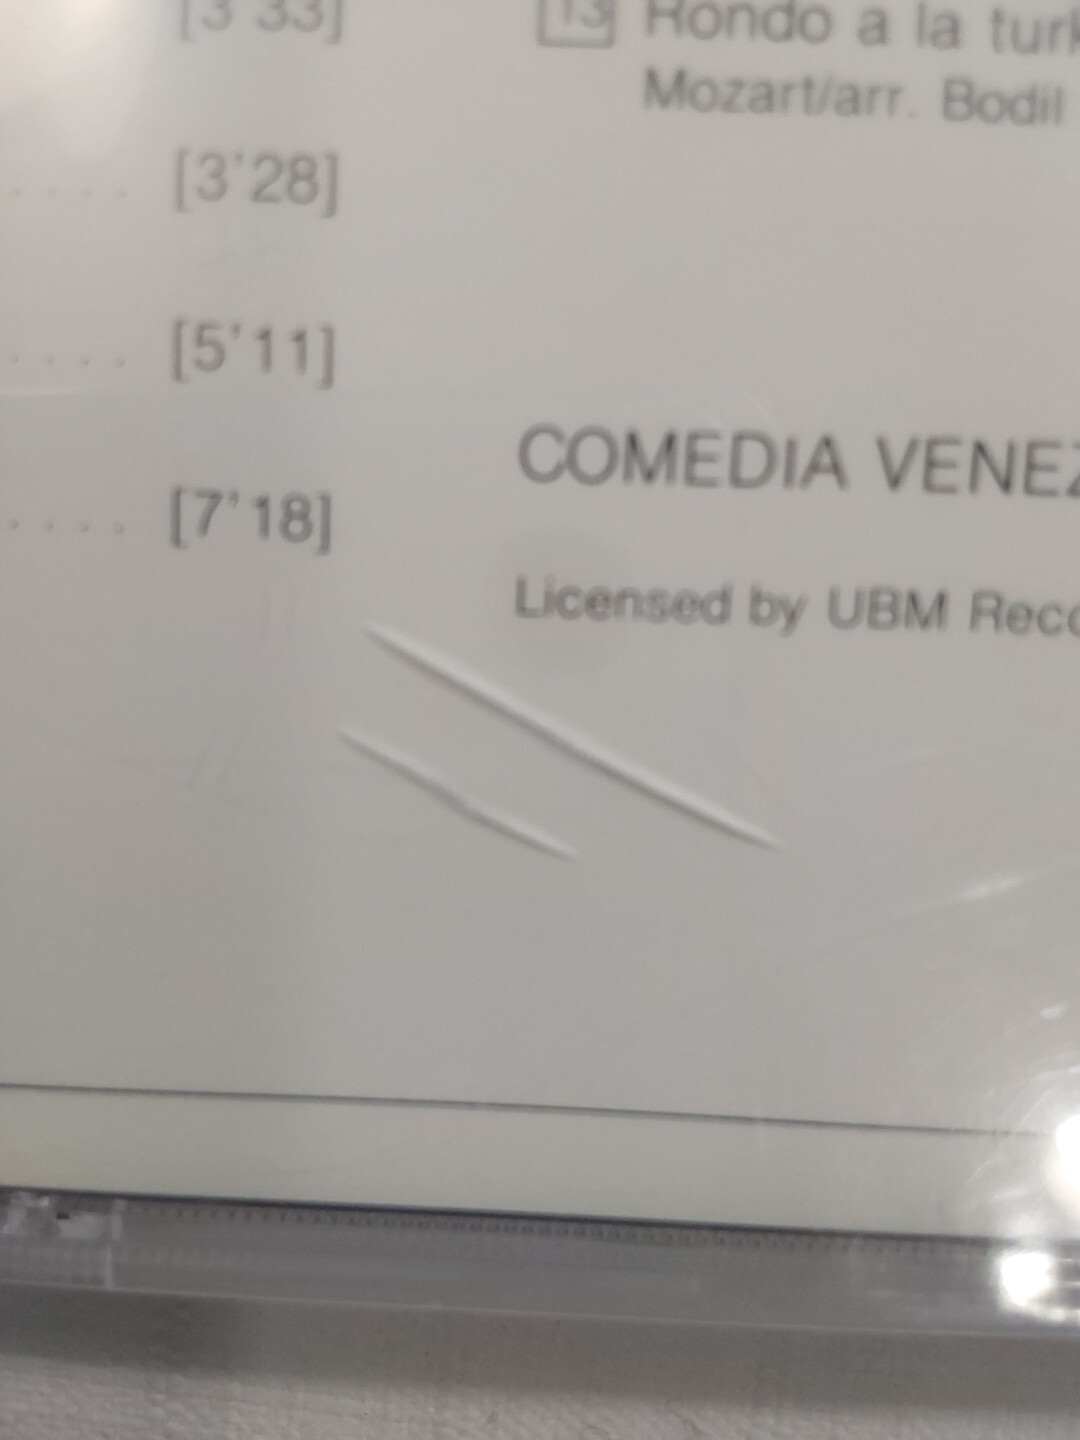 [3'33]
[3'28]
[5'11]
[7'18]
13 Rondo a la turk
Mozart/arr. Bodil
COMEDIA VENEZ
Licensed by UBM Reco